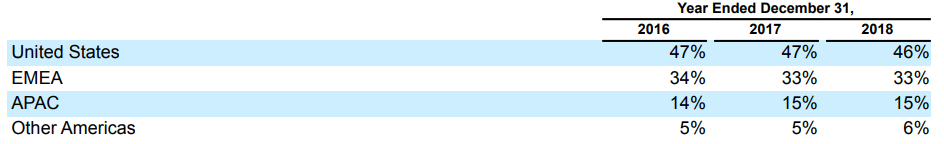 Year Ended December 31,
2016 2017 2018
United States 47% 47% 46%
EMEA 34% 33% 33%
APAC 14% 15% 15%
Other Americas 5% 5% 6%